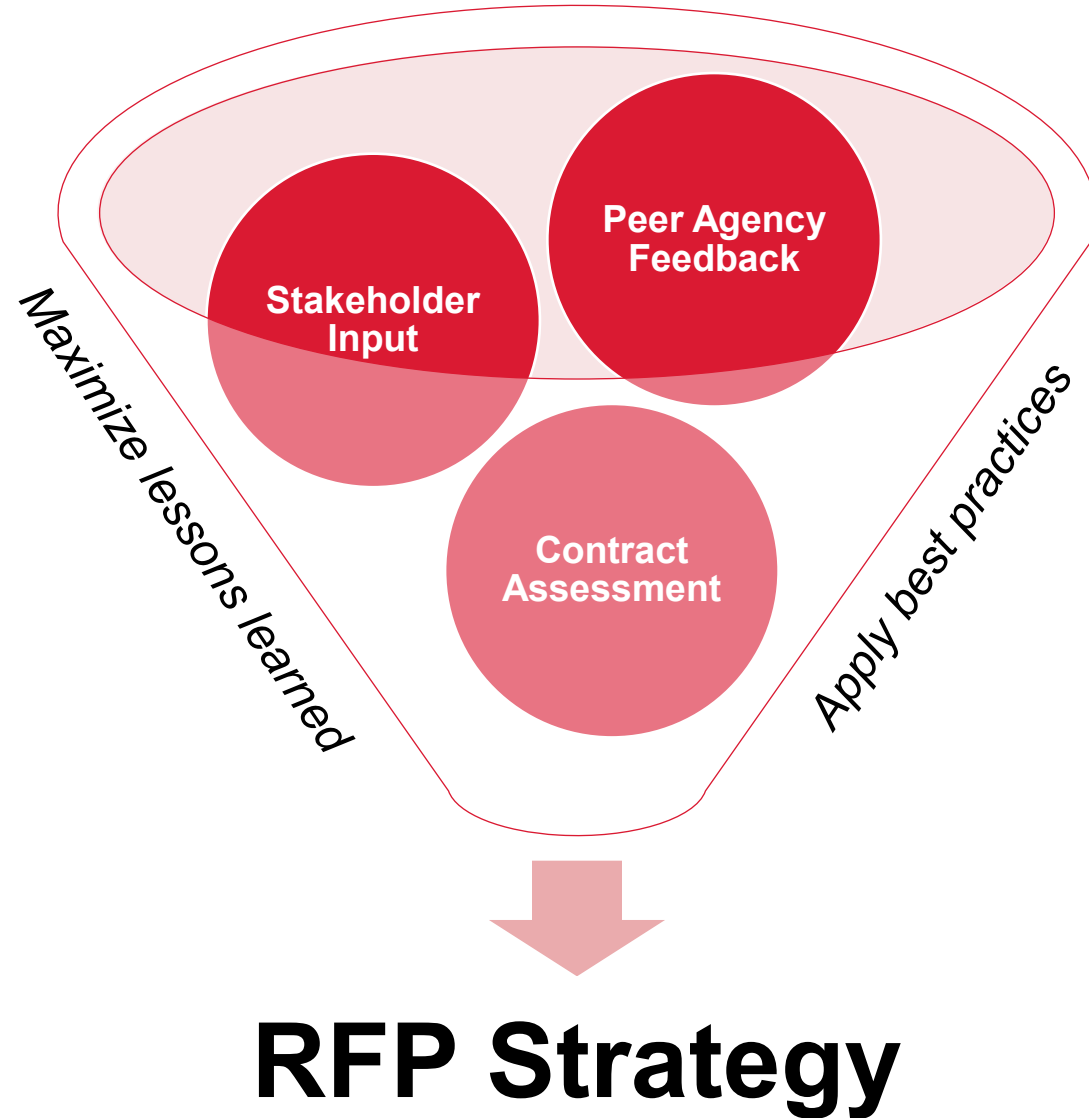 Peer Agency
Feedback
Stakeholder
Input
Contract
Assessment
Maximize lessons learned
Apply best practices
RFP Strategy